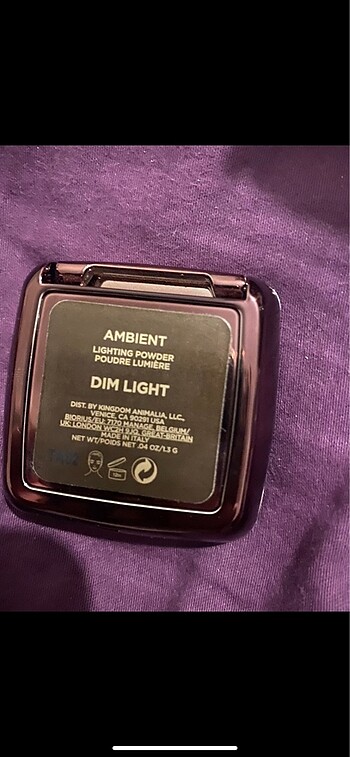 AMBIENT
LIGHTING POWDER
POUDRE LUMIÈRE
DIM LIGHT
DIST. BY KINGDOM ANIMALIA, LLC.,
VENICE, CA 90291 USA
BIORIUS/EU: 7170 MANAGE, BELGIUM/
UK: LONDON WC2H 9JQ, GREAT-BRITAIN
MADE IN ITALY
NET WT/POIDS NET .04 OZ/1.3 G
12M